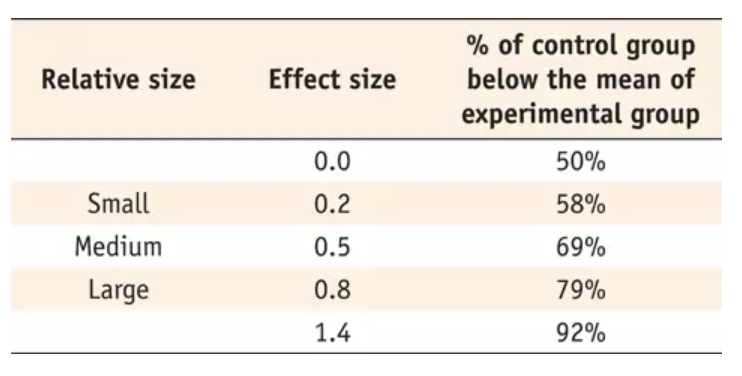 Relative size Effect size % of control group below the mean of experimental group
0.0 50%
Small 0.2 58%
Medium 0.5 69%
Large 0.8 79%
1.4 92%